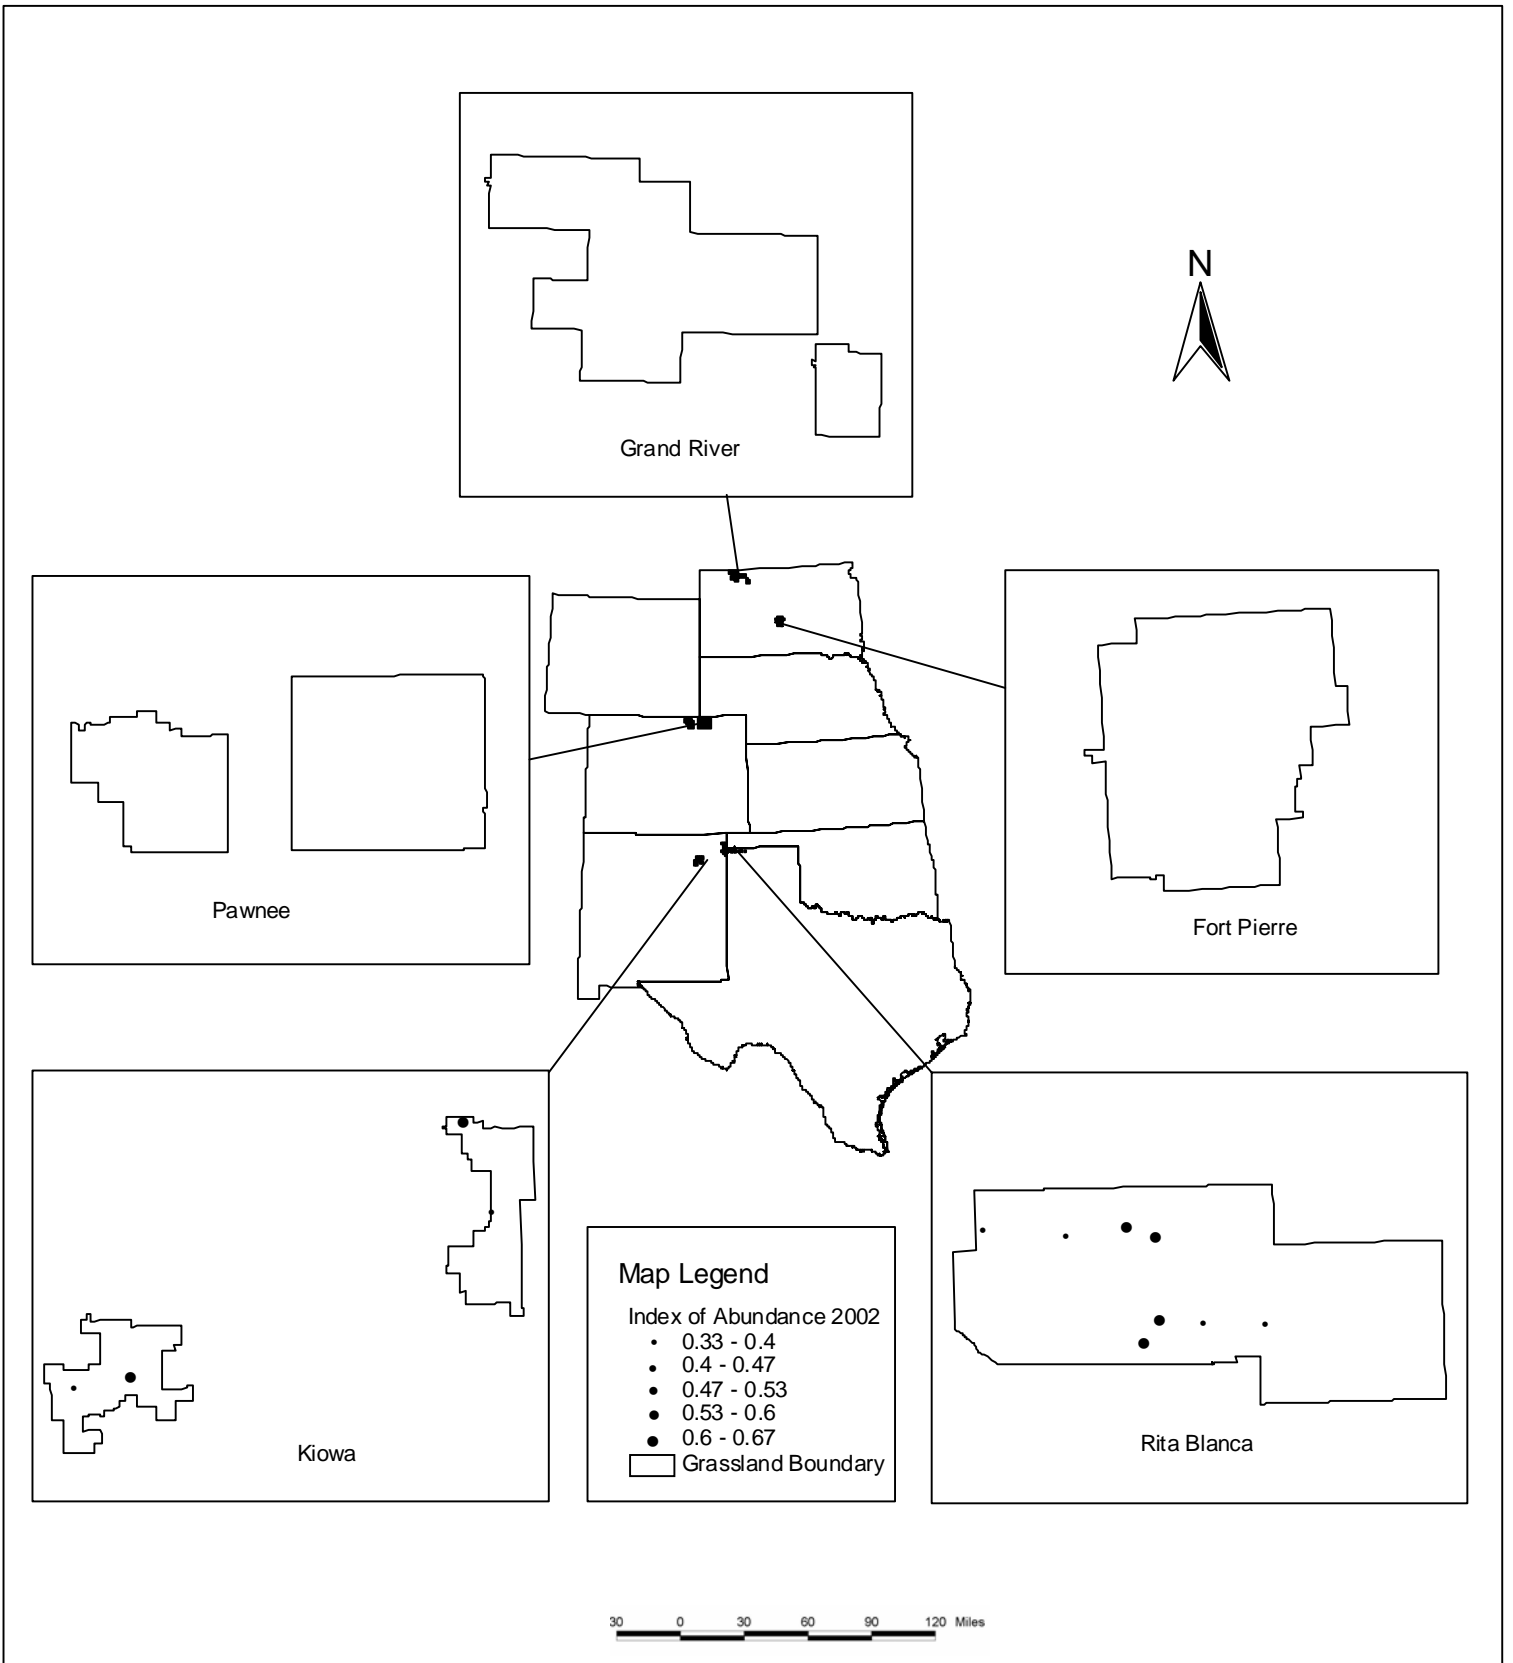 N
Grand River
Pawnee
Fort Pierre
Kiowa
Map Legend
Index of Abundance 2002
0.33 - 0.4
0.4 - 0.47
0.47 - 0.53
0.53 - 0.6
0.6 - 0.67
Grassland Boundary
Rita Blanca
30 0 30 60 90 120 Miles